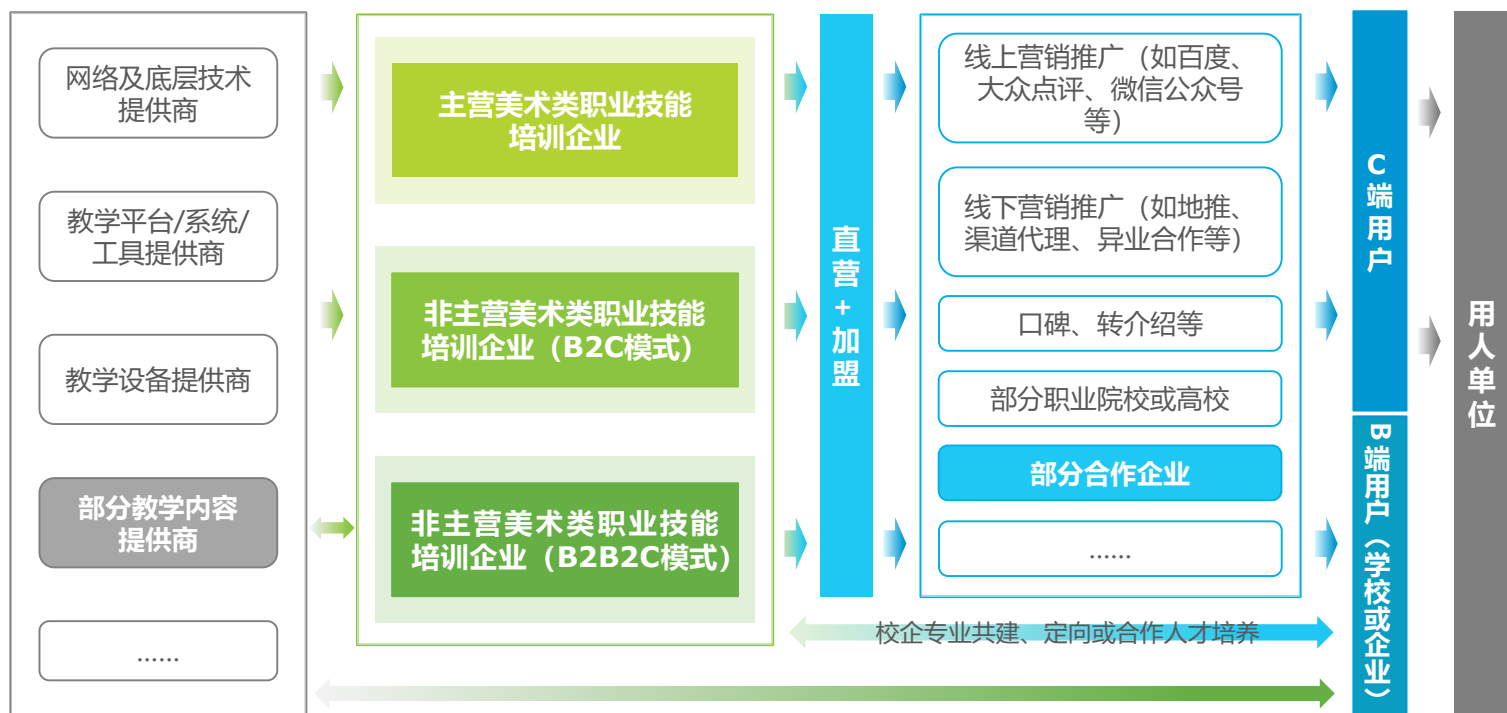 网络及底层技术
提供商
教学平台/系统/
工具提供商
教学设备提供商
部分教学内容
提供商
......
主营美术类职业技能
培训企业
非主营美术类职业技能
培训企业（B2C模式）
非主营美术类职业技能
培训企业（B2B2C模式）
直营+加盟
线上营销推广（如百度、
大众点评、微信公众号
等）
线下营销推广（如地推、
渠道代理、异业合作等）
口碑、转介绍等
部分职业院校或高校
部分合作企业
......
校企专业共建、定向或合作人才培养
C端用户
B端用户（学校或企业）
用人单位